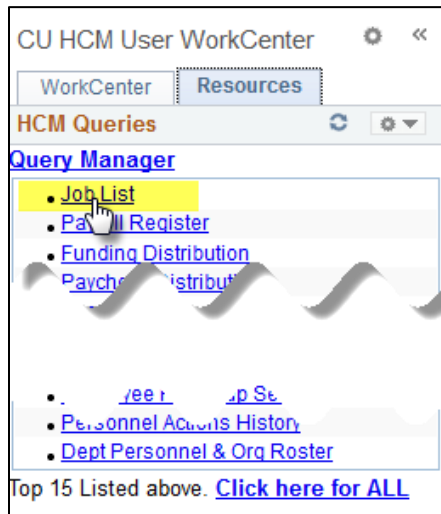 CU HCM User WorkCenter
WorkCenter Resources
HCM Queries
Query Manager
Job List
Register
Funding Distribution
Personnel Actions History
Dept Personnel & Org Roster
Top 15 Listed above. Click here for ALL